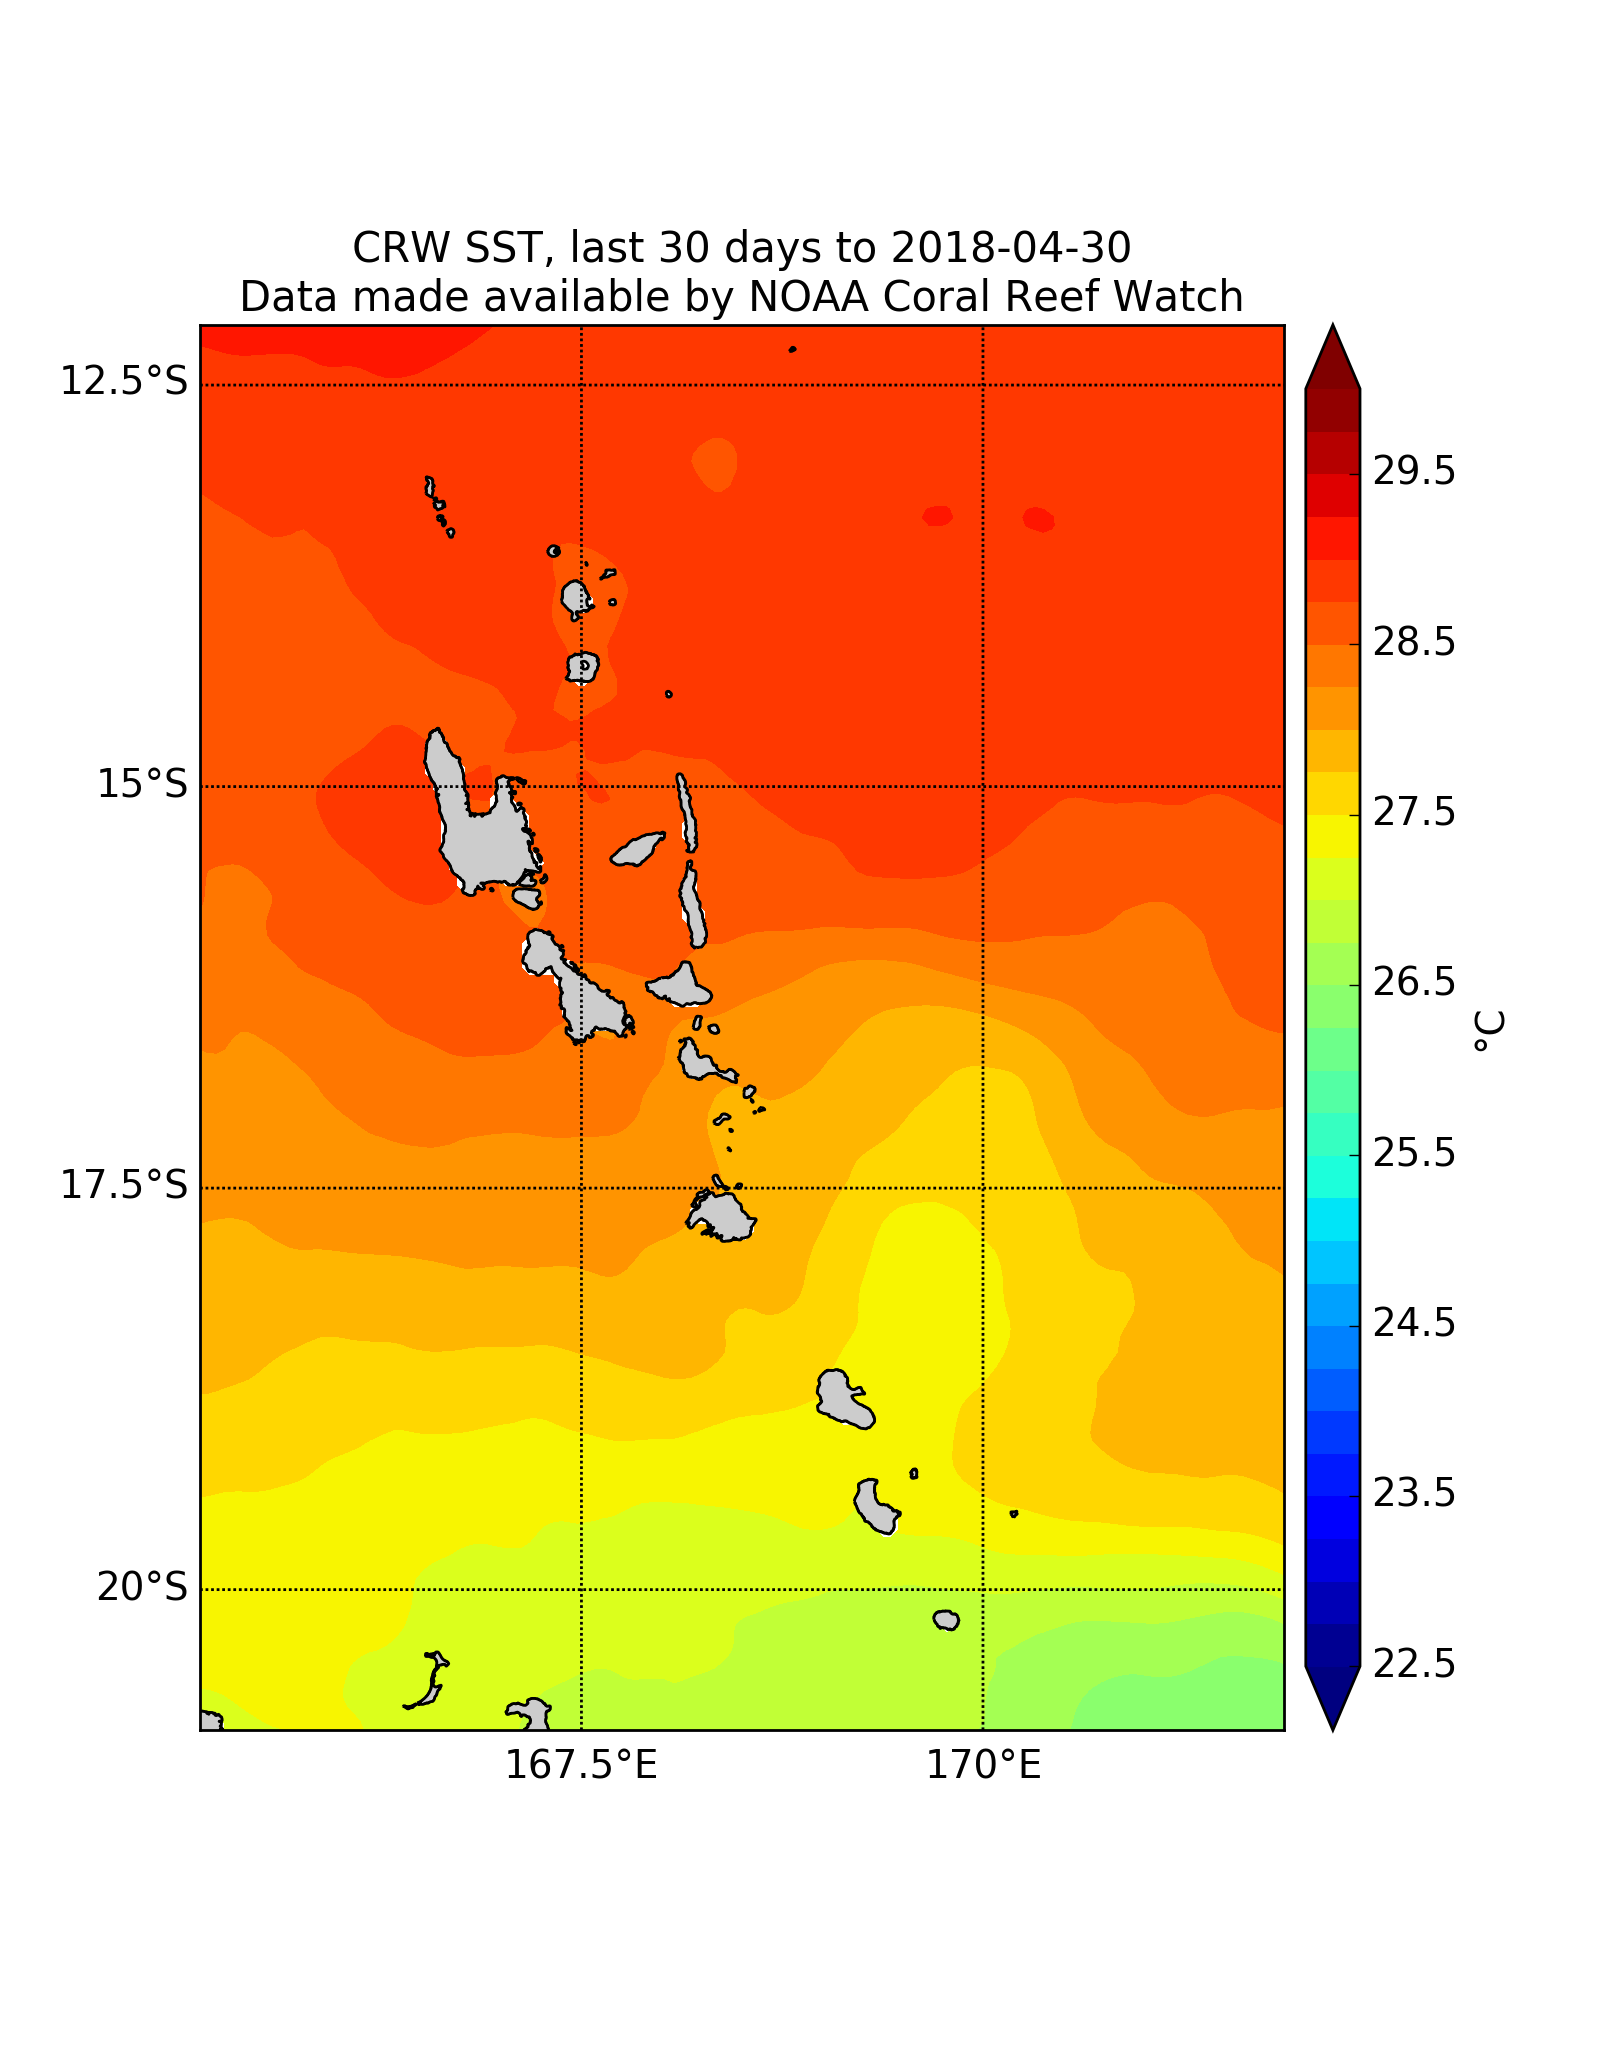 CRW SST, last 30 days to 2018-04-30
Data made available by NOAA Coral Reef Watch
12.5°S
15°S
17.5°S
20°S
167.5°E
170°E
29.5
28.5
27.5
26.5
25.5
24.5
23.5
22.5
°C